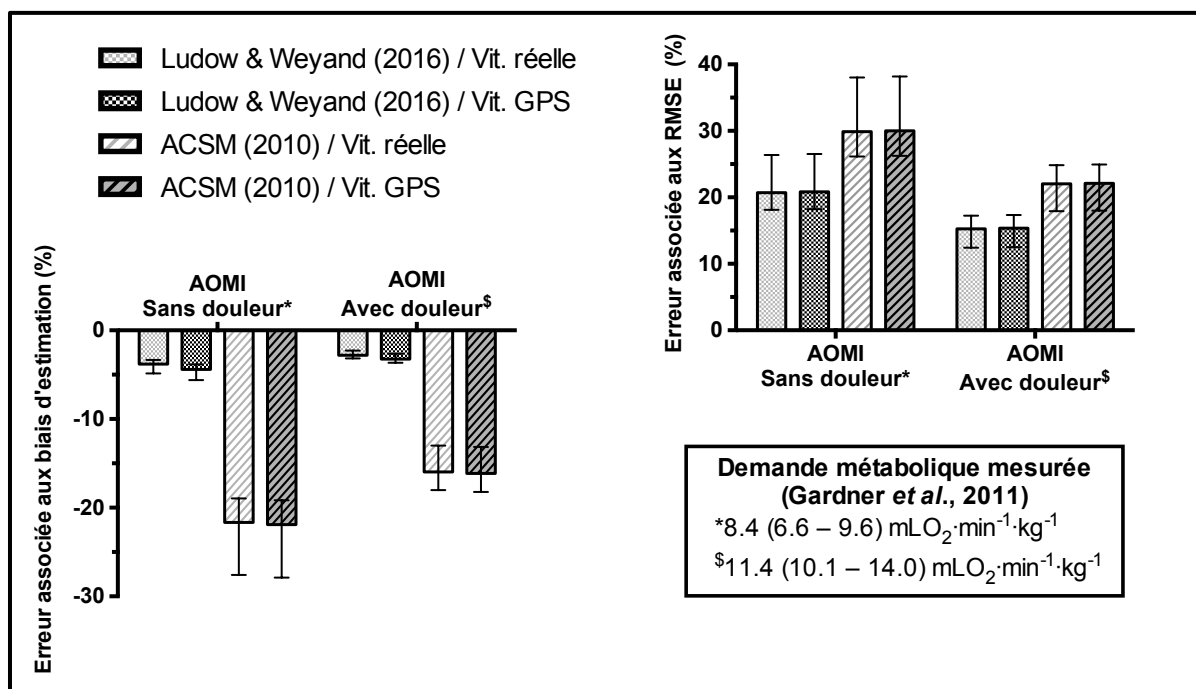 Ludow & Weyand (2016) / Vit. réelle
Ludow & Weyand (2016) / Vit. GPS
ACSM (2010) / Vit. réelle
ACSM (2010) / Vit. GPS
Erreur associée aux biais d'estimation (%)
AOMI
Sans douleur*
AOMI
Avec douleur$
0
-10
-20
-30
Erreur associée aux RMSE (%)
40
30
20
10
0
AOMI
Sans douleur*
AOMI
Avec douleur$
Demande métabolique mesurée
(Gardner et al., 2011)
*8.4 (6.6 – 9.6) mLO₂·min⁻¹·kg⁻¹
$11.4 (10.1 – 14.0) mLO₂·min⁻¹·kg⁻¹